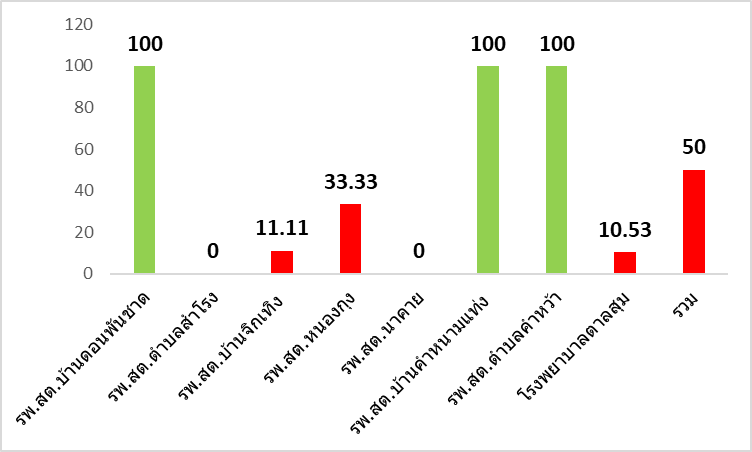 120
100
80
60
40
20
0
100
0
11.11
33.33
0
100
100
10.53
50
รพ.สต.บ้านดอนพันชาด
รพ.สต.ตำบลสำโรง
รพ.สต.บ้านจิกเทิง
รพ.สต.หนองกุง
รพ.สต.นาคาย
รพ.สต.บ้านคำหนามแท่ง
รพ.สต.ตำบลคำหว้า
โรงพยาบาลตาลสุม
รวม